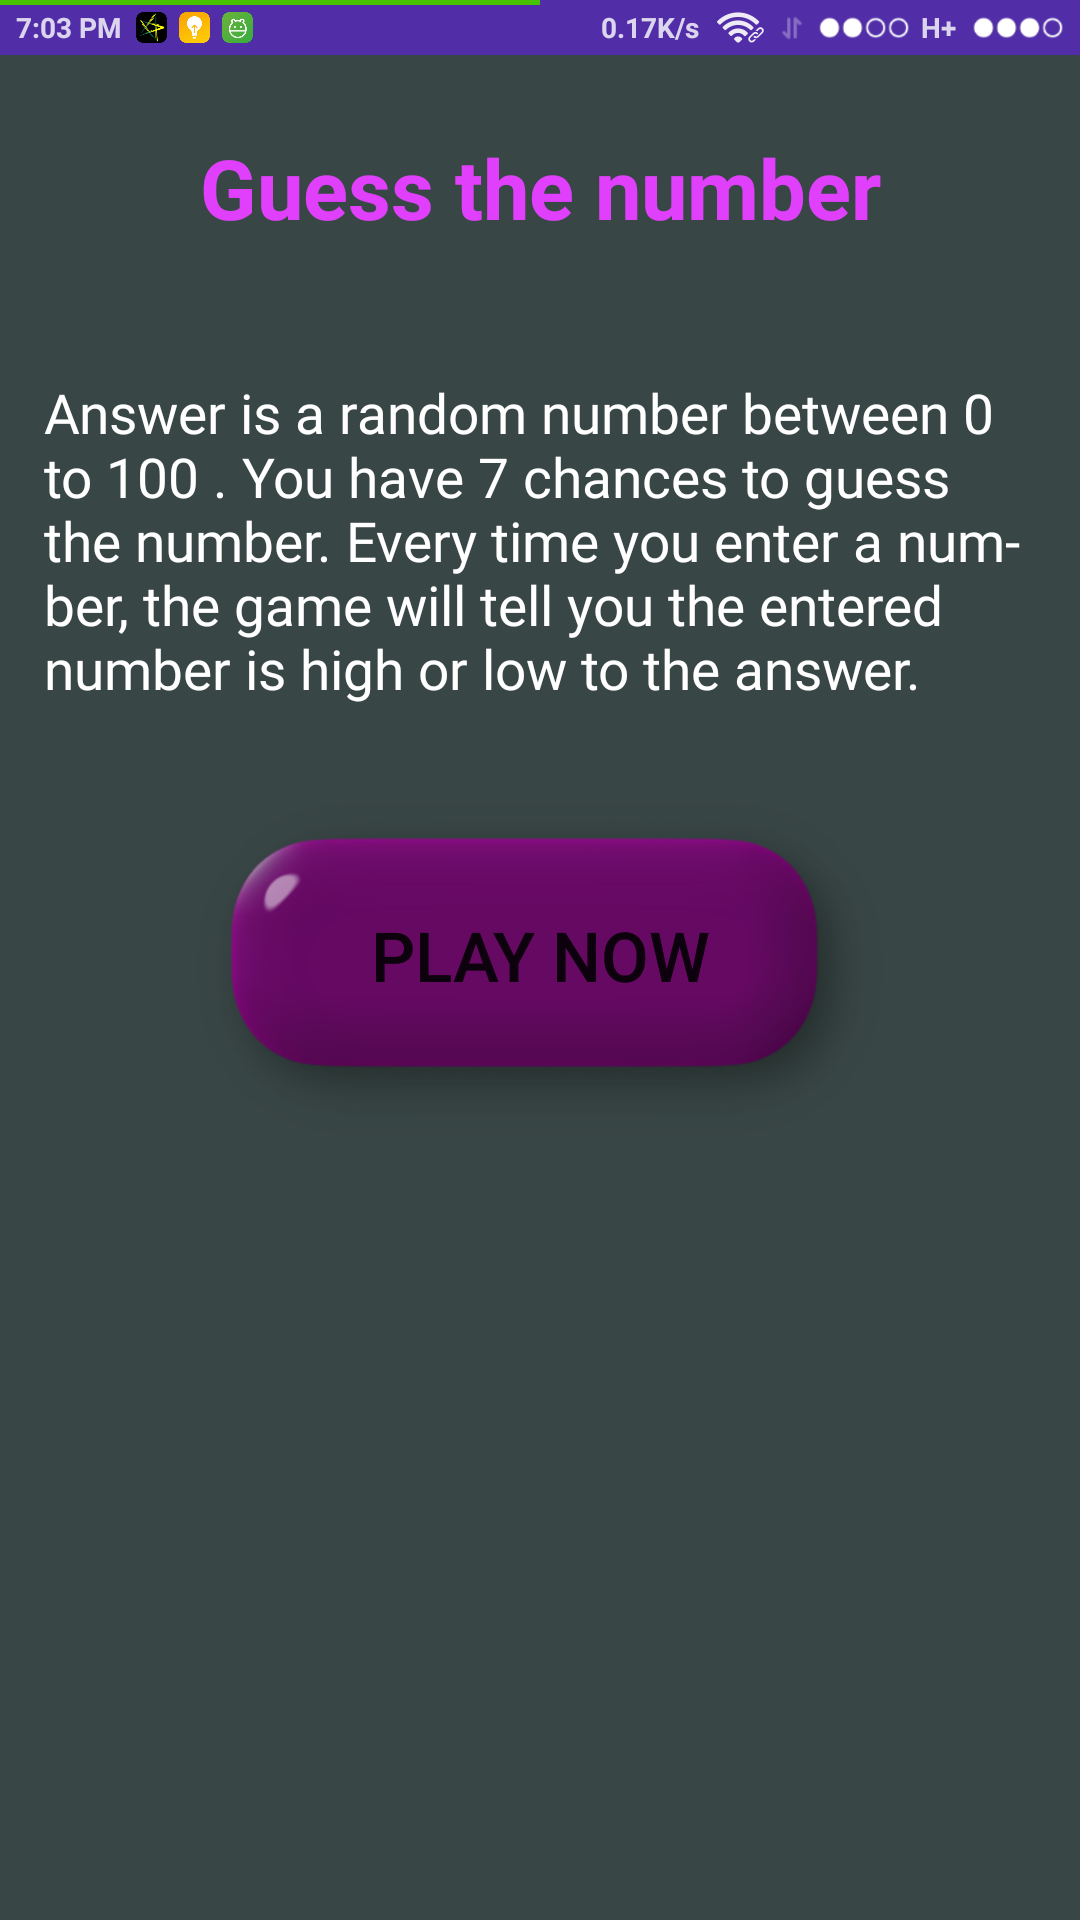 7:03 PM 0.17K/s H+
Guess the number
Answer is a random number between 0
to 100 . You have 7 chances to guess
the number. Every time you enter a num-
ber, the game will tell you the entered
number is high or low to the answer.
PLAY NOW